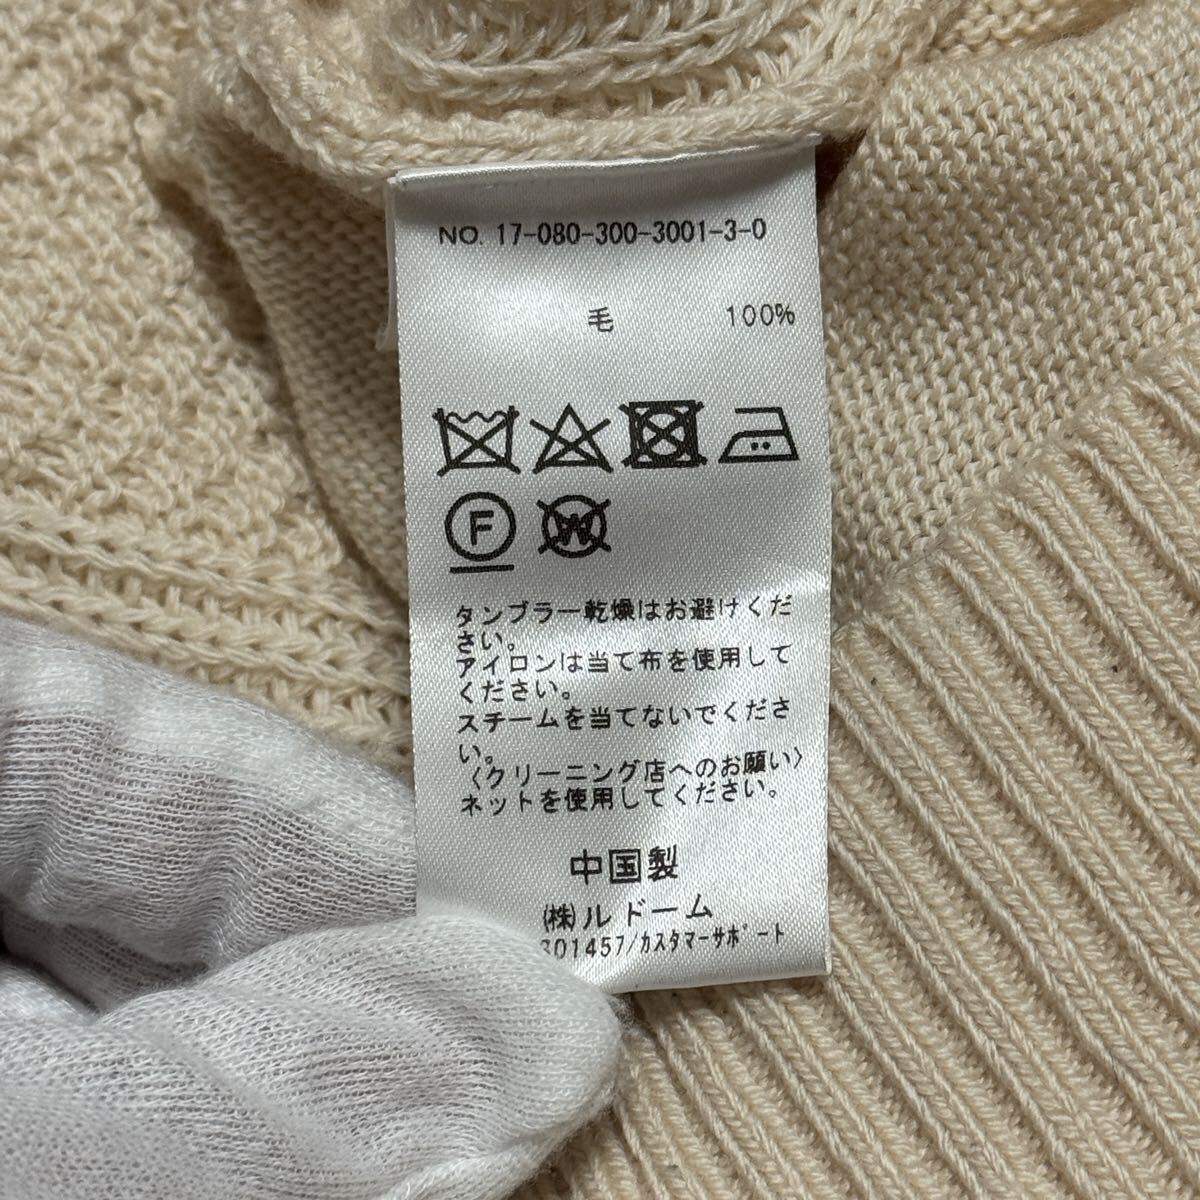 NO. 17-080-300-3001-3-0
毛 100%
F
W
タンブラー乾燥はお避けくだ
さい。
アイロンは当て布を使用して
ください。
スチームを当てないでくださ
い。
〈クリーニング店へのお願い〉
ネットを使用してください。
中国製
(株)ルドーム
301457/カスタマーサポート